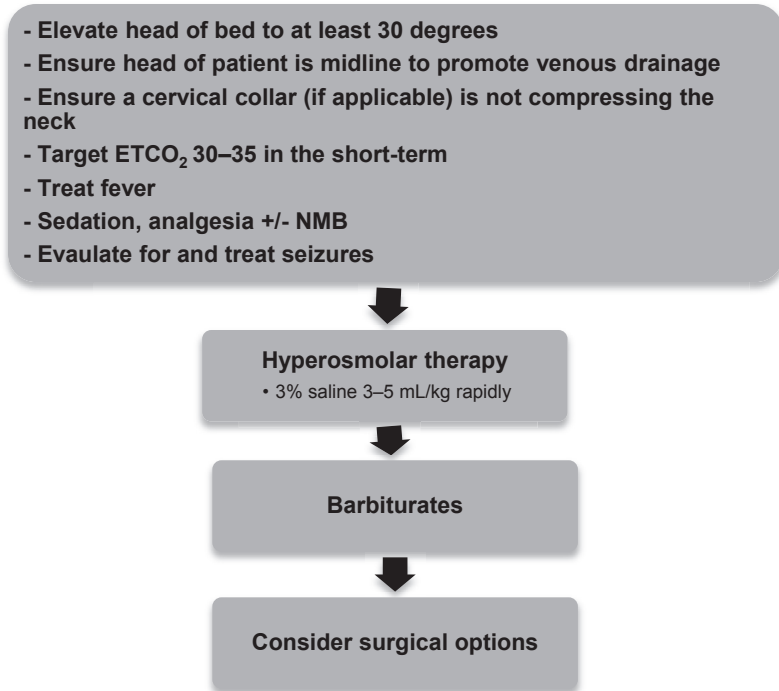 - Elevate head of bed to at least 30 degrees
- Ensure head of patient is midline to promote venous drainage
- Ensure a cervical collar (if applicable) is not compressing the
neck
- Target ETCO₂ 30–35 in the short-term
- Treat fever
- Sedation, analgesia +/- NMB
- Evaulate for and treat seizures
Hyperosmolar therapy
• 3% saline 3–5 mL/kg rapidly
Barbiturates
Consider surgical options